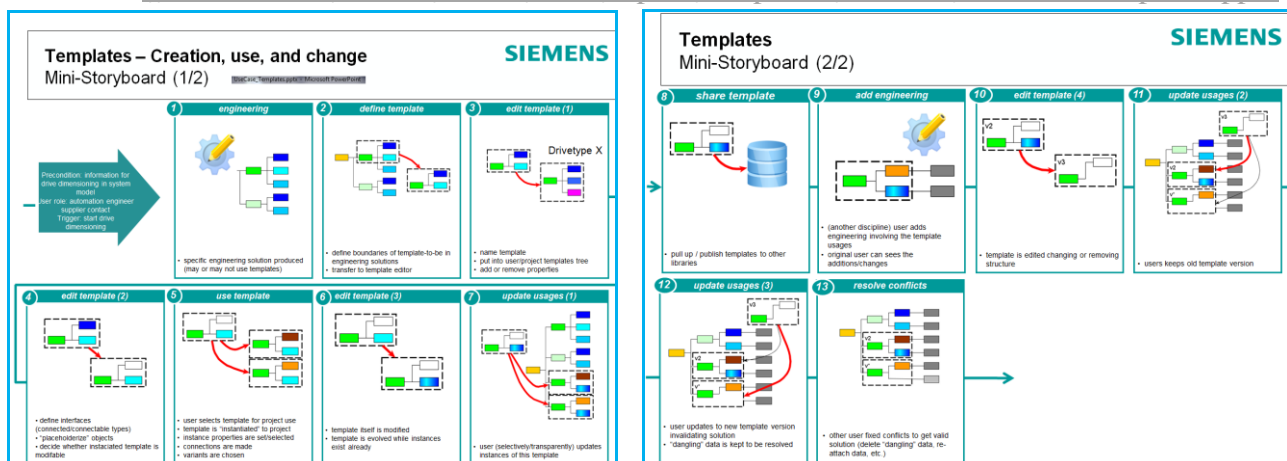 Templates – Creation, use, and change
SIEMENS
Mini-Storyboard (1/2)
1
engineering
2
define template
3
edit template (1)
Drivetype X
Precondition: information for
drive dimensioning in system
model
User role: automation engineer
supplier contact
Trigger: start drive
dimensioning
• specific engineering solution produced
(may or may not use templates)
• define boundaries of template-to-be in
engineering solutions
• transfer to template editor
• name template
• put into user/project templates tree
• add or remove properties
4
edit template (2)
5
use template
6
edit template (3)
7
update usages (1)
• define interfaces
(connected/connectable types)
• "placeholderize" objects
• decide whether instaciated template is
modifable
• user selects template for project use
• template is "instantiated" to project
• instance properties are set/selected
• connections are made
• variants are chosen
• template itself is modified
• template is evolved while instances
exist already
• user (selectively/transparently) updates
instances of this template
Templates
SIEMENS
Mini-Storyboard (2/2)
8
share template
9
add engineering
10
edit template (4)
11
update usages (2)
v2
v3
v3
v2
• pull up / publish templates to other
libraries
• (another discipline) user adds
engineering involving the template
usages
• original user can see the
additions/changes
• template is edited changing or removing
structure
• users keeps old template version
12
update usages (3)
13
resolve conflicts
v3
v2
v2
• user updates to new template version
invalidating solution
• "dangling" data is kept to be resolved
• other user fixed conflicts to get valid
solution (delete "dangling" data, re-
attach data, etc.)